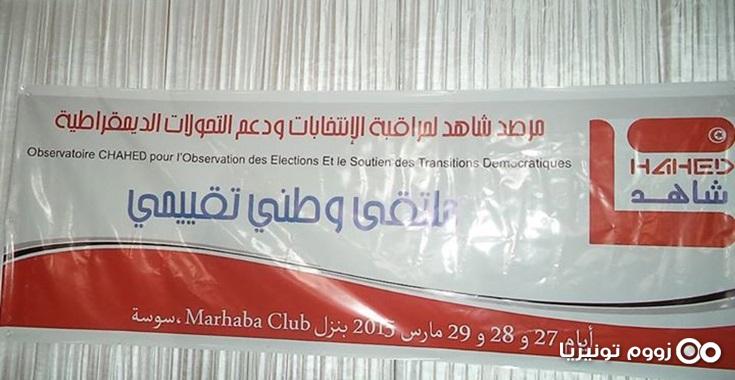 مرصد شاهد لمراقبة الإنتخابات ودعم التحولات الديمقراطية
Observatoire CHAHED pour l'Observation des Elections Et le Soutien des Transitions Democratiques
HAHED
شاهد
ملتقى وطني تقييمي
أيام 27 و 28 و 29 مارس 2015 بنزل Marhaba Club، سوسة
زووم تونيزيا